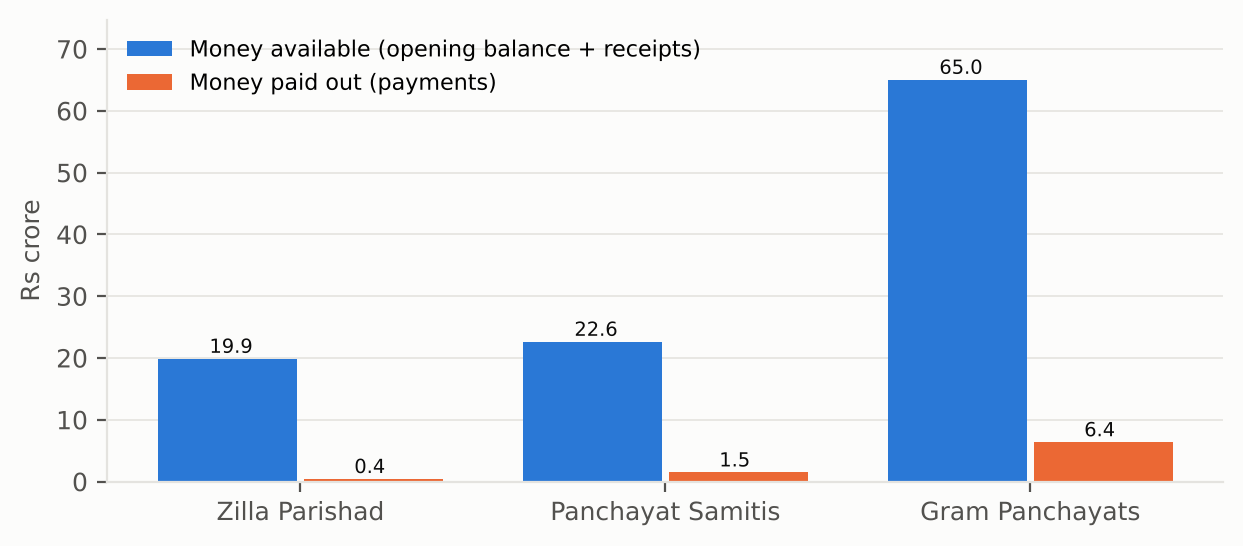 Money available (opening balance + receipts)
Money paid out (payments)
Rs crore
70
60
50
40
30
20
10
0
19.9
0.4
22.6
1.5
65.0
6.4
Zilla Parishad
Panchayat Samitis
Gram Panchayats